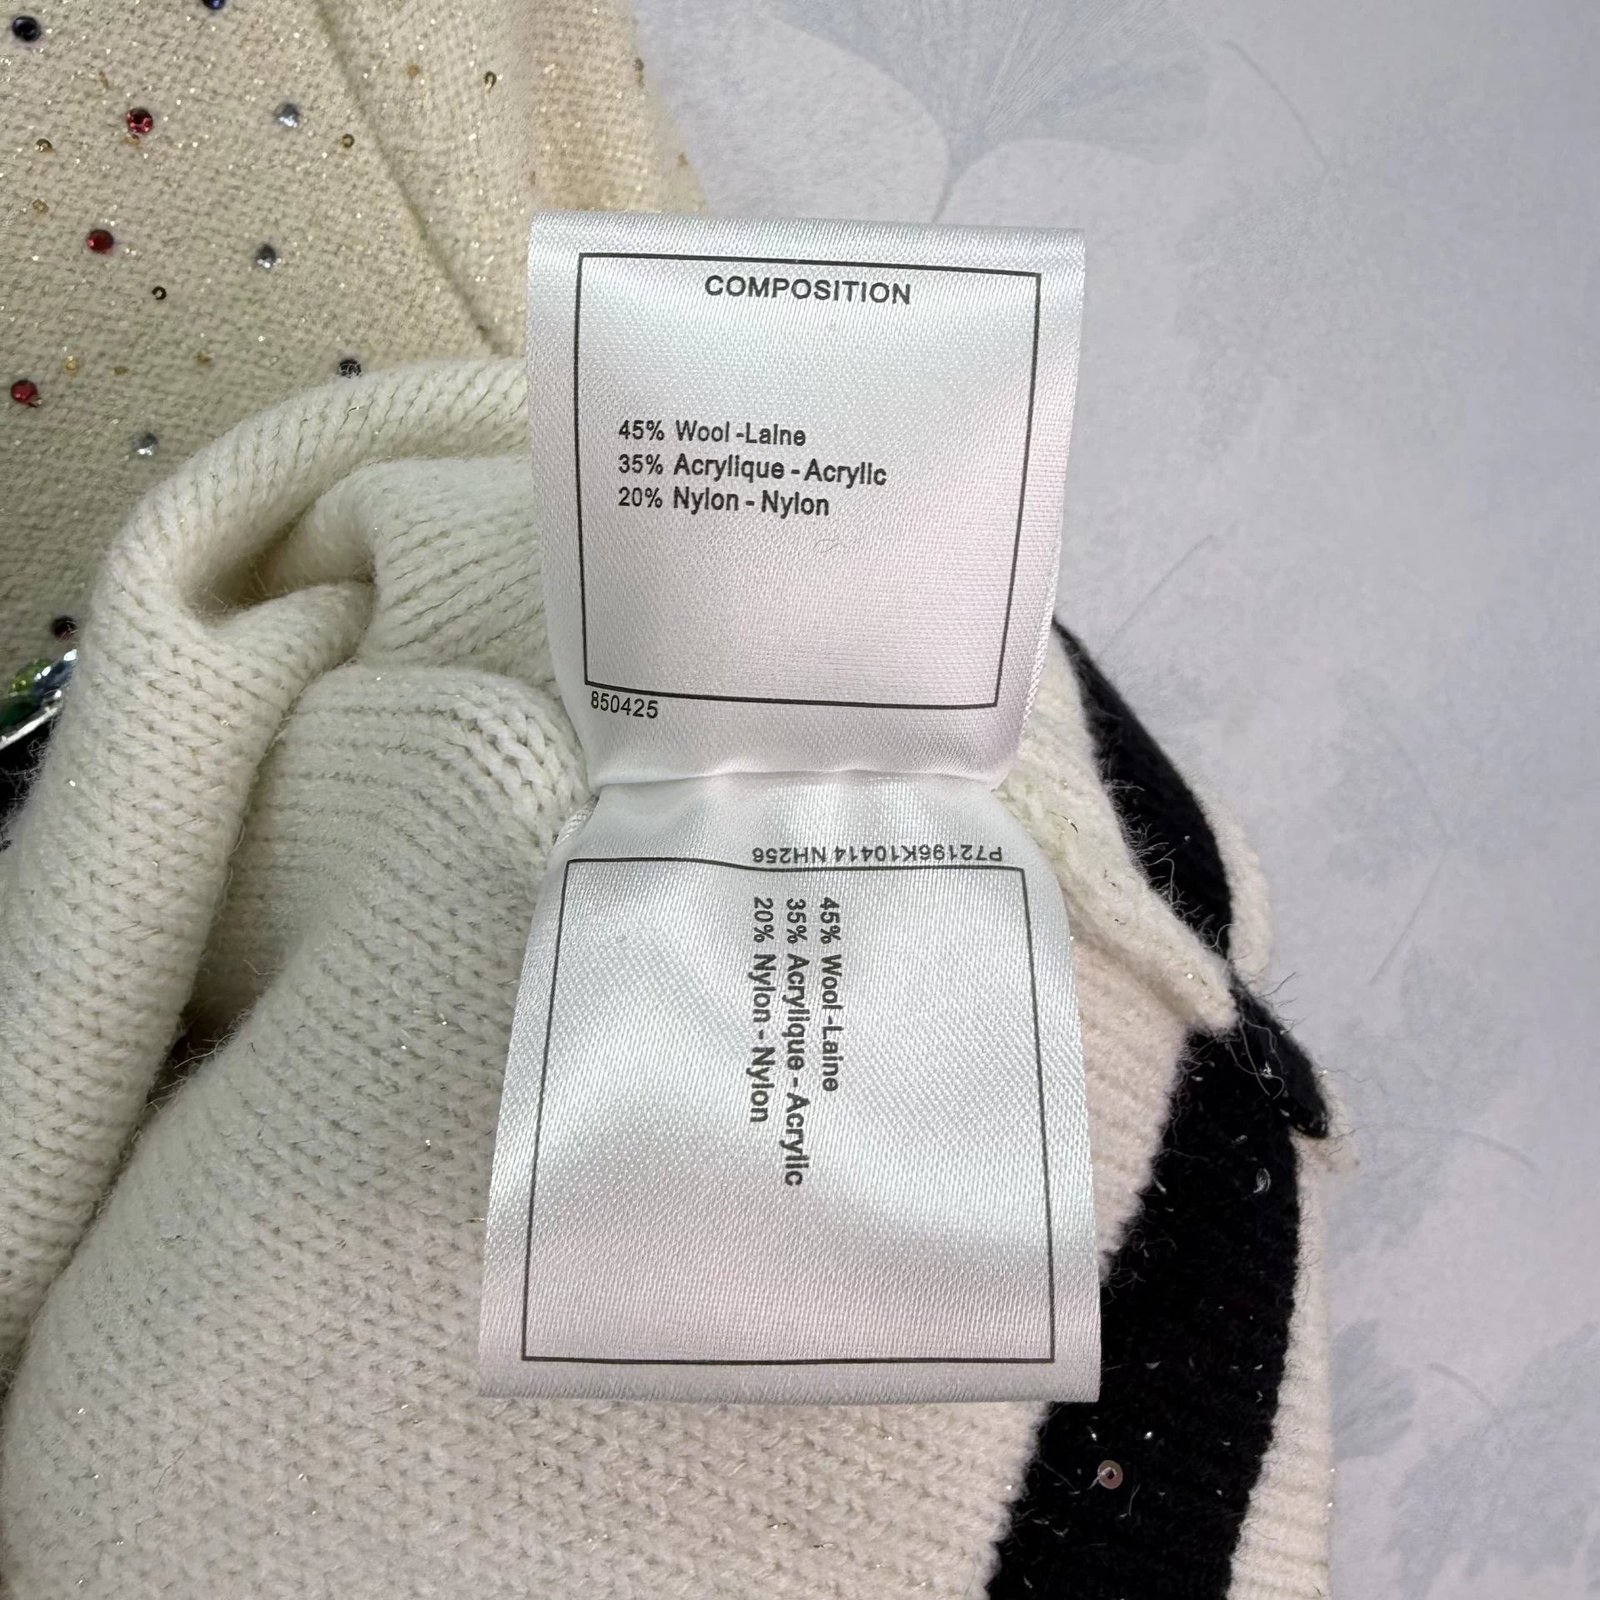 COMPOSITION
45% Wool -Laine
35% Acrylique - Acrylic
20% Nylon - Nylon
850425
P72196K10414 NH256
45% Wool -Laine
35% Acrylique - Acrylic
20% Nylon - Nylon